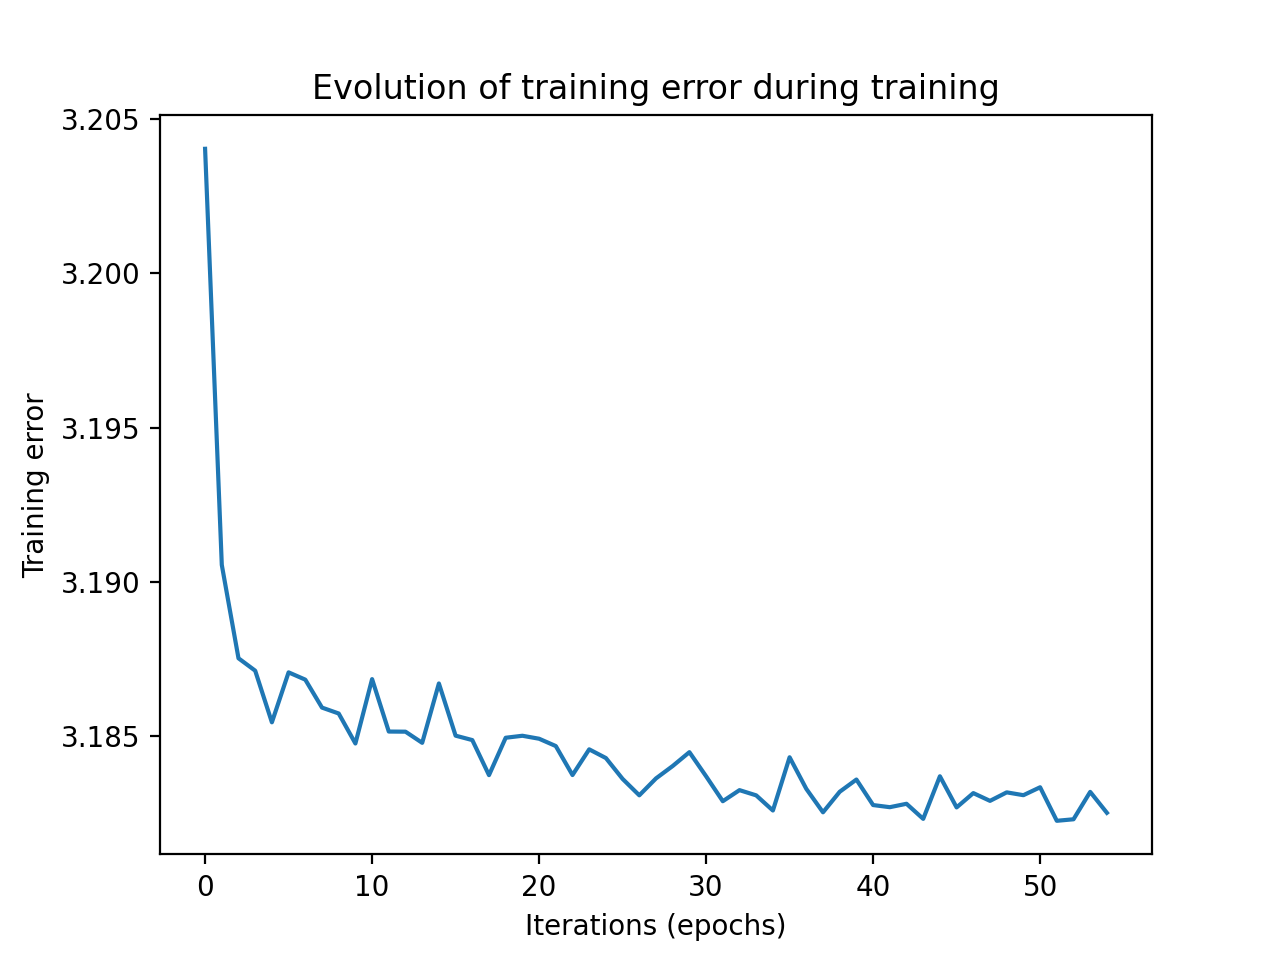 Evolution of training error during training
3.205
3.200
3.195
3.190
3.185
Training error
0 10 20 30 40 50
Iterations (epochs)